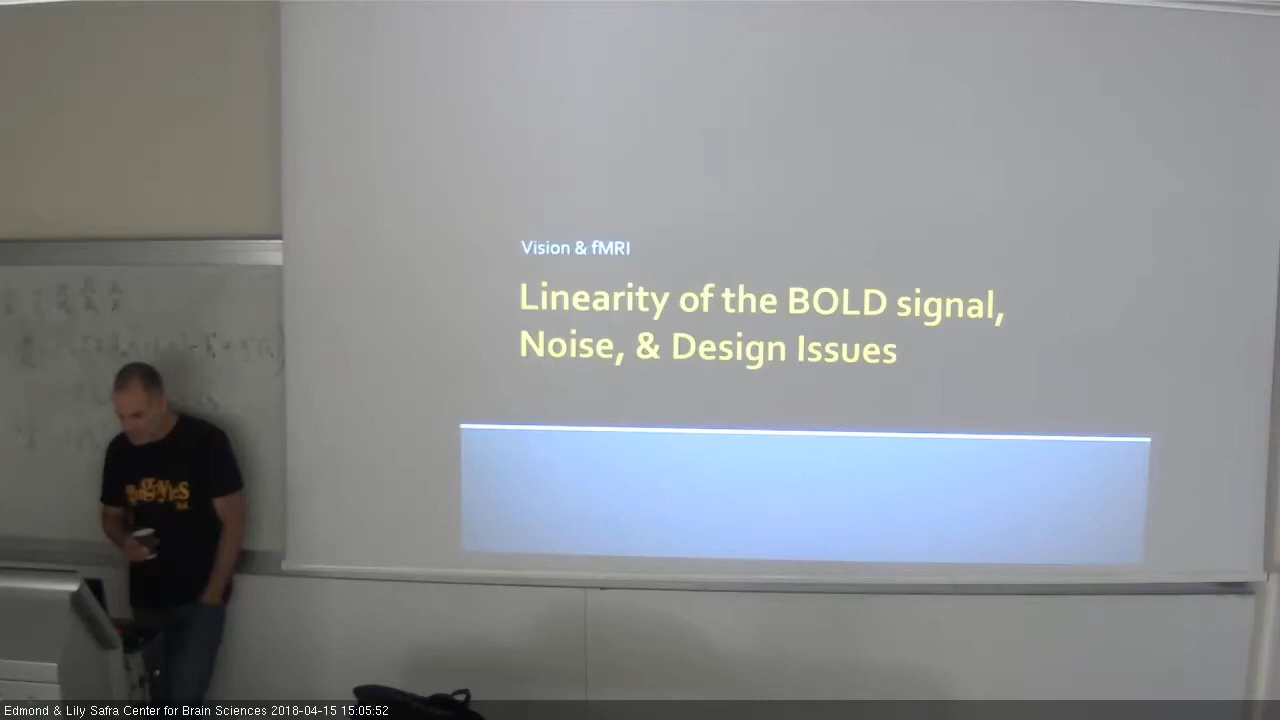 Vision & fMRI
Linearity of the BOLD signal,
Noise, & Design Issues
Edmond & Lily Safra Center for Brain Sciences 2018-04-15 15:05:52